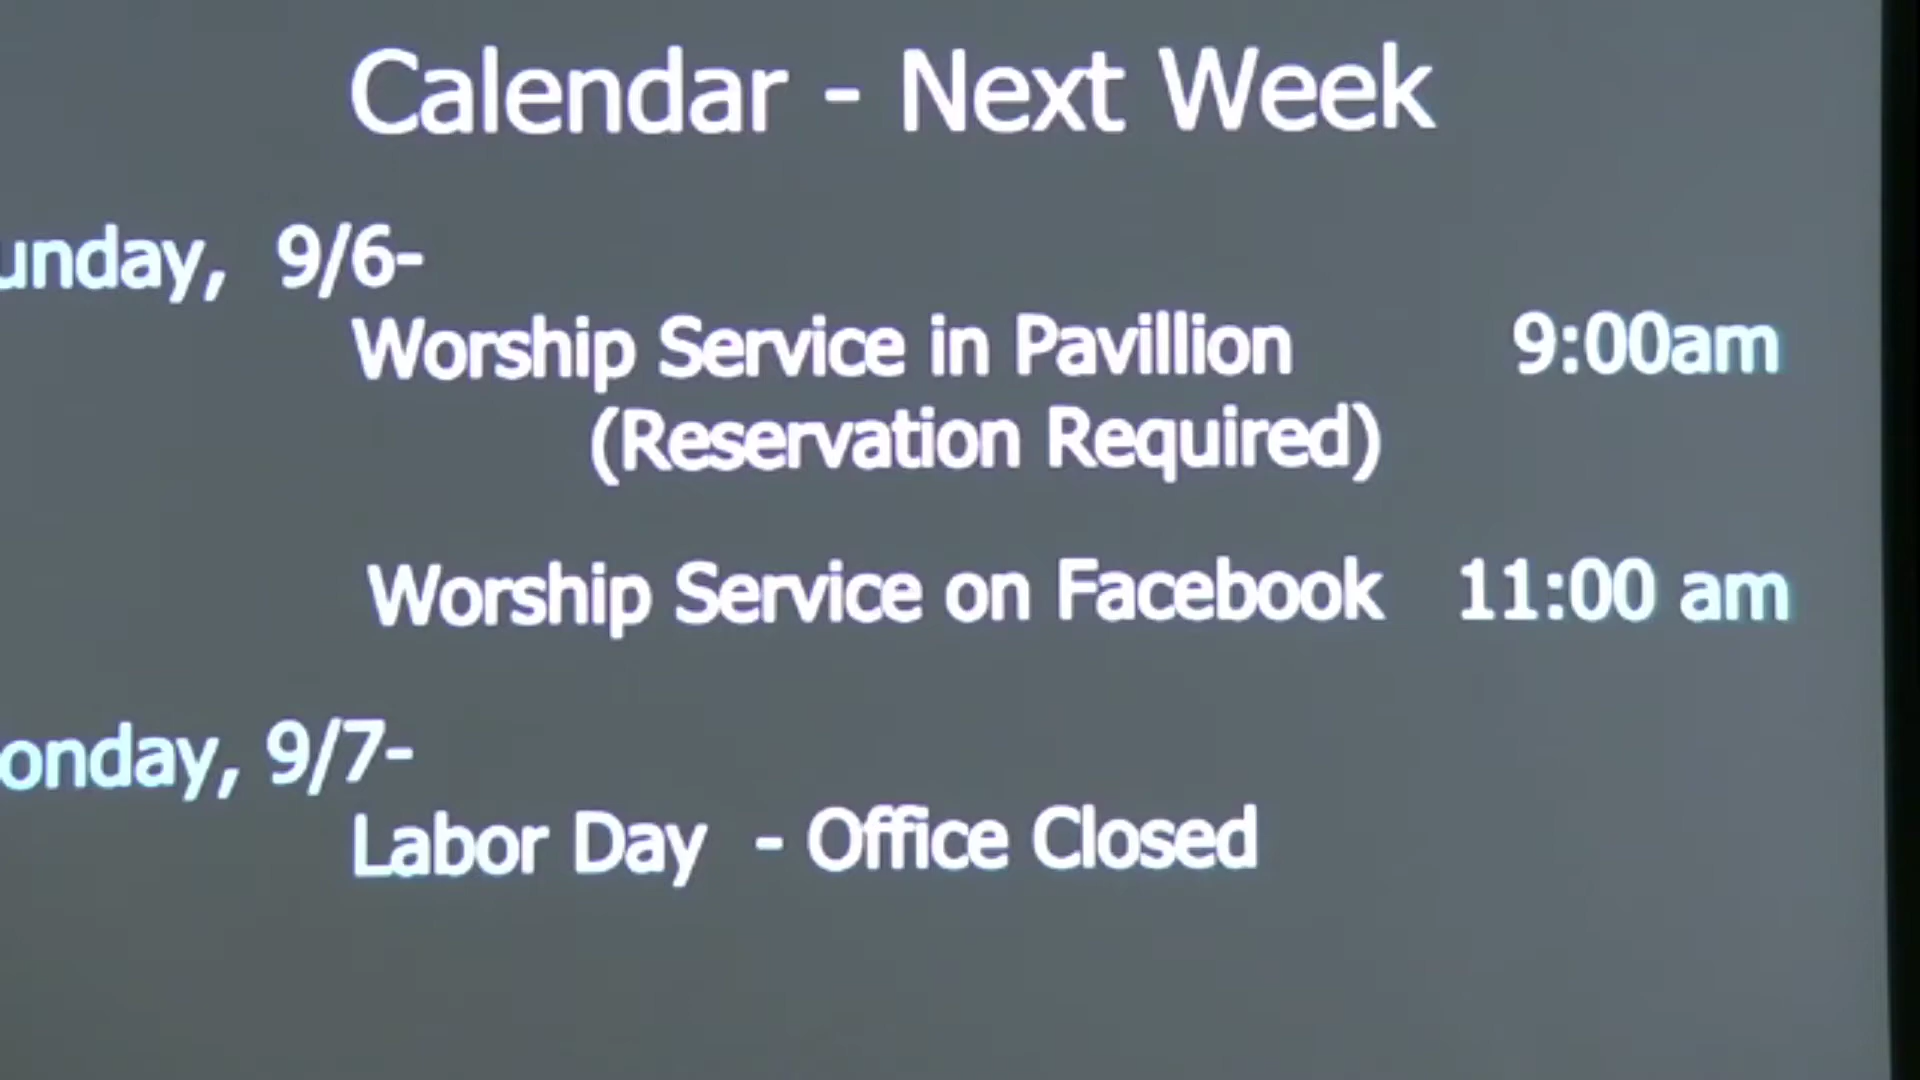 Calendar - Next Week
unday, 9/6-
Worship Service in Pavillion 9:00am
(Reservation Required)
Worship Service on Facebook 11:00 am
onday, 9/7-
Labor Day - Office Closed